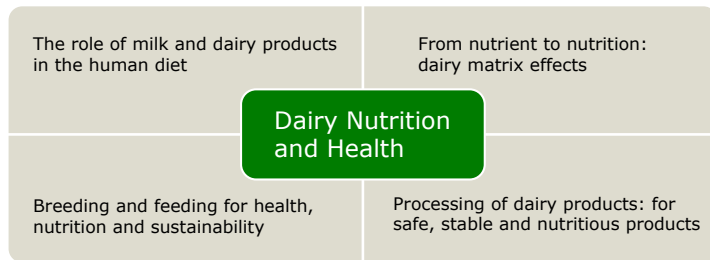 The role of milk and dairy products
in the human diet
From nutrient to nutrition:
dairy matrix effects
Dairy Nutrition
and Health
Breeding and feeding for health,
nutrition and sustainability
Processing of dairy products: for
safe, stable and nutritious products